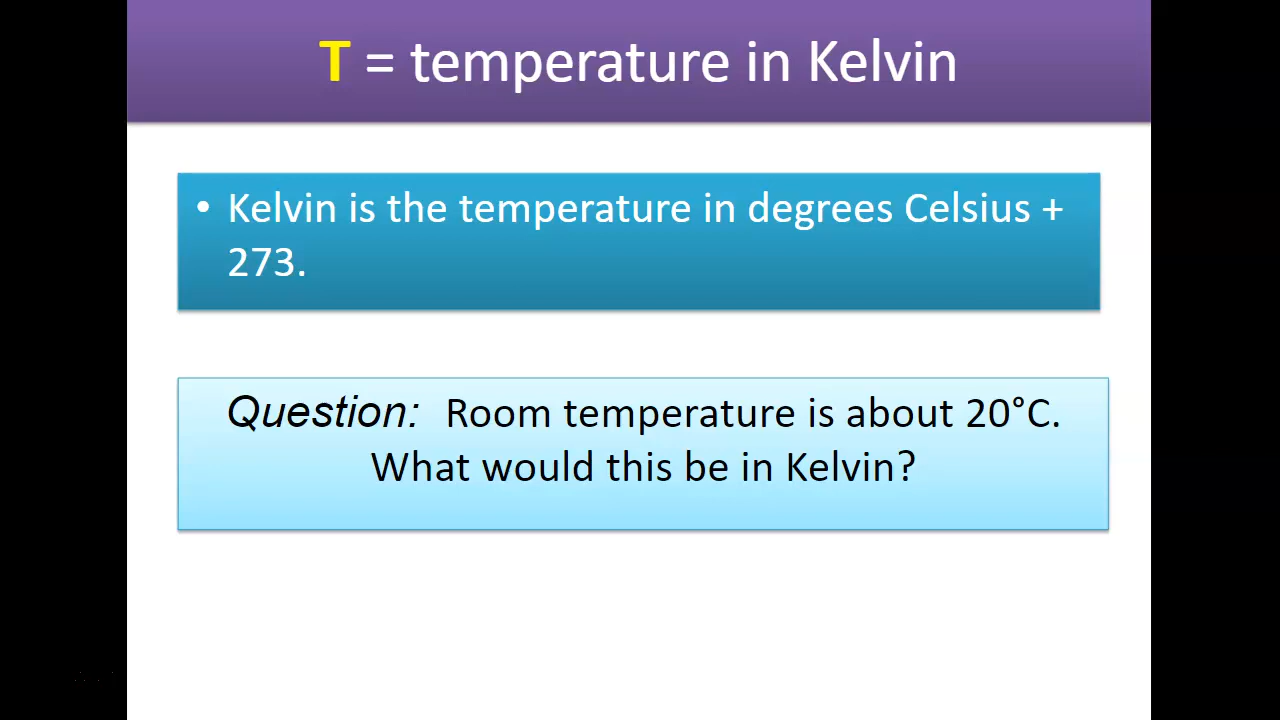 T = temperature in Kelvin
• Kelvin is the temperature in degrees Celsius +
273.
Question: Room temperature is about 20°C.
What would this be in Kelvin?